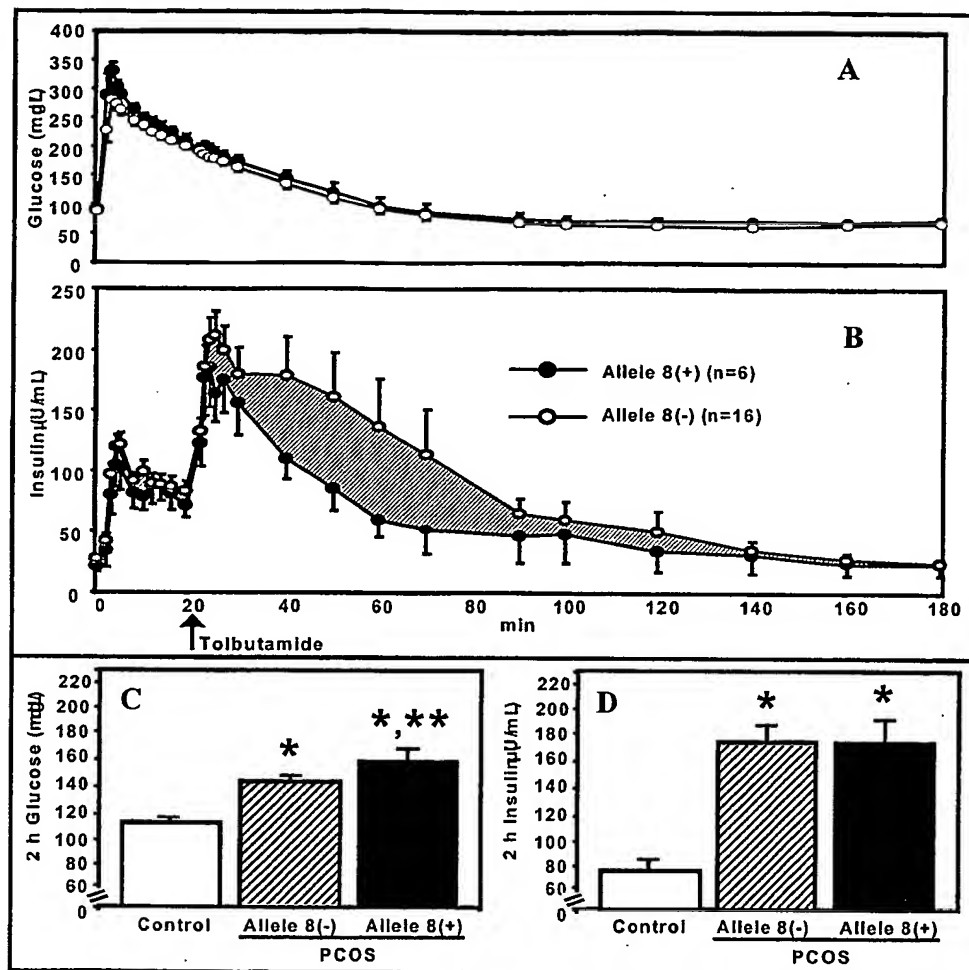 A
Glucose (mg/L)
400
350
300
250
200
150
100
50
0
B
Insulin µU/mL)
250
200
150
100
50
0
Allele 8(+) (n=6)
Allele 8(-) (n=16)
0 20 40 60 80 100 120 140 160 180
min
Tolbutamide
C
2 h Glucose (mg/L)
220
200
180
160
140
120
100
80
60
0
*
*,**
Control Allele 8(-) Allele 8(+)
PCOS
D
2 h Insulin µU/mL)
220
200
180
160
140
120
100
80
60
0
*
*
Control Allele 8(-) Allele 8(+)
PCOS